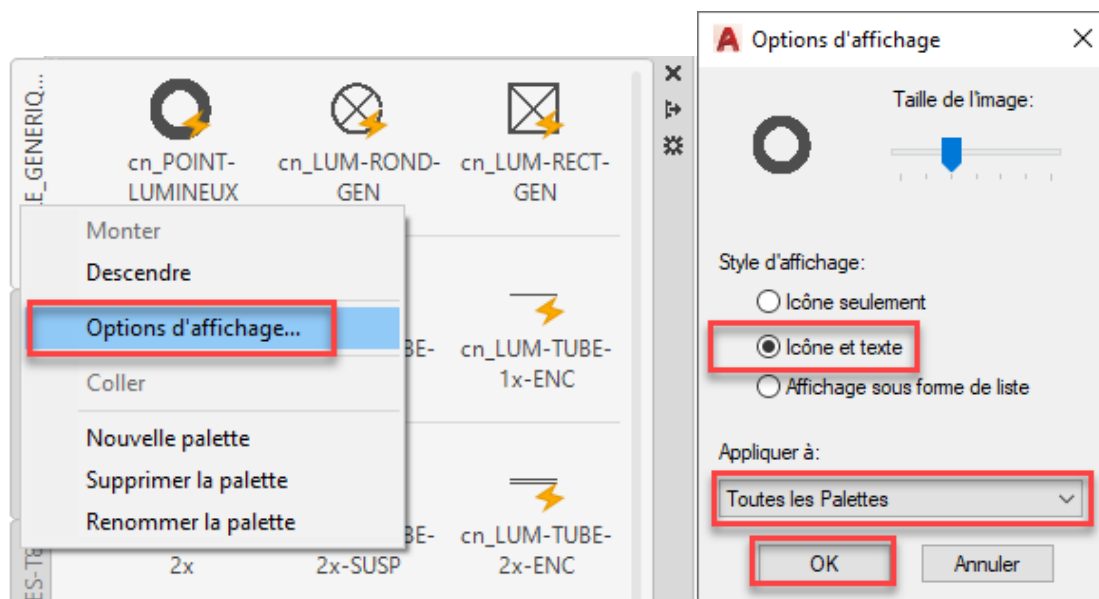 E_GENERIQ...
cn_POINT-
LUMINEUX
cn_LUM-ROND-
GEN
cn_LUM-RECT-
GEN
Monter
Descendre
Options d'affichage...
Coller
Nouvelle palette
Supprimer la palette
Renommer la palette
BE-
cn_LUM-TUBE-
1x-ENC
2x
BE-
2x-SUSP
cn_LUM-TUBE-
2x-ENC
Options d'affichage
Taille de l'image:
Style d'affichage:
Icône seulement
Icône et texte
Affichage sous forme de liste
Appliquer à:
Toutes les Palettes
OK
Annuler